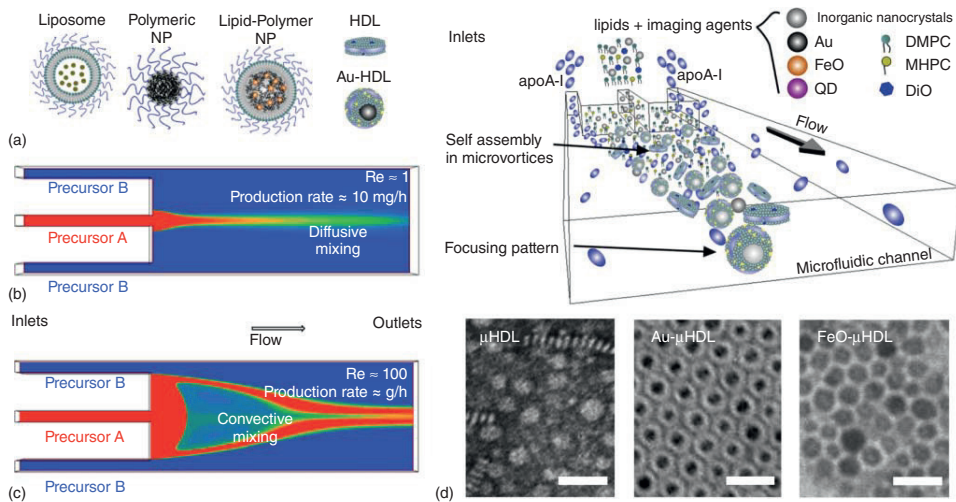 Liposome
Polymeric
NP
Lipid-Polymer
NP
HDL
Au-HDL
(a)
Precursor B
Re ≈ 1
Production rate ≈ 10 mg/h
Precursor A
Diffusive
mixing
(b)
Precursor B
Inlets
Flow
Outlets
Precursor B
Re ≈ 100
Production rate ≈ g/h
Precursor A
Convective
mixing
(c)
Precursor B
Inlets
lipids + imaging agents
apoA-I
apoA-I
Inorganic nanocrystals
Au
FeO
QD
DMPC
MHPC
DiO
Flow
Self assembly
in microvortices
Focusing pattern
Microfluidic channel
μHDL
Au-μHDL
FeO-μHDL
(d)